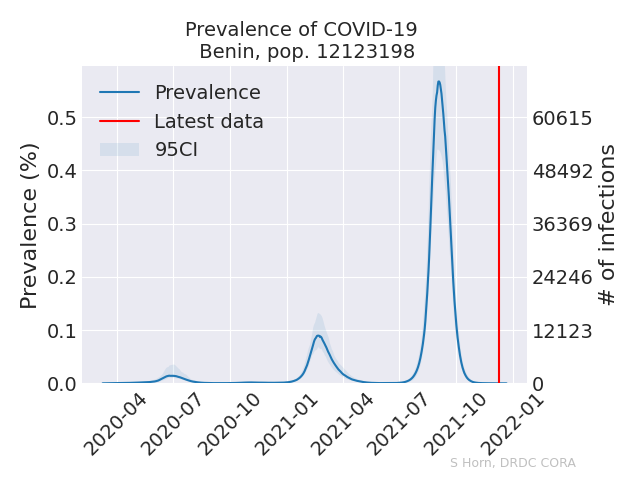 Prevalence of COVID-19
Benin, pop. 12123198
Prevalence
Latest data
95CI
Prevalence (%)
0.5
0.4
0.3
0.2
0.1
0.0
60615
48492
36369
24246
12123
0
# of infections
2020-04
2020-07
2020-10
2021-01
2021-04
2021-07
2021-10
2022-01
S Horn, DRDC CORA